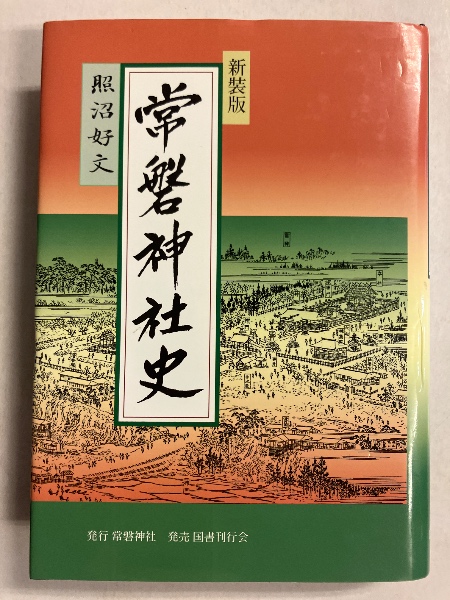 新装版
常磐神社史
照沼好文
発行 常磐神社 発売 国書刊行会